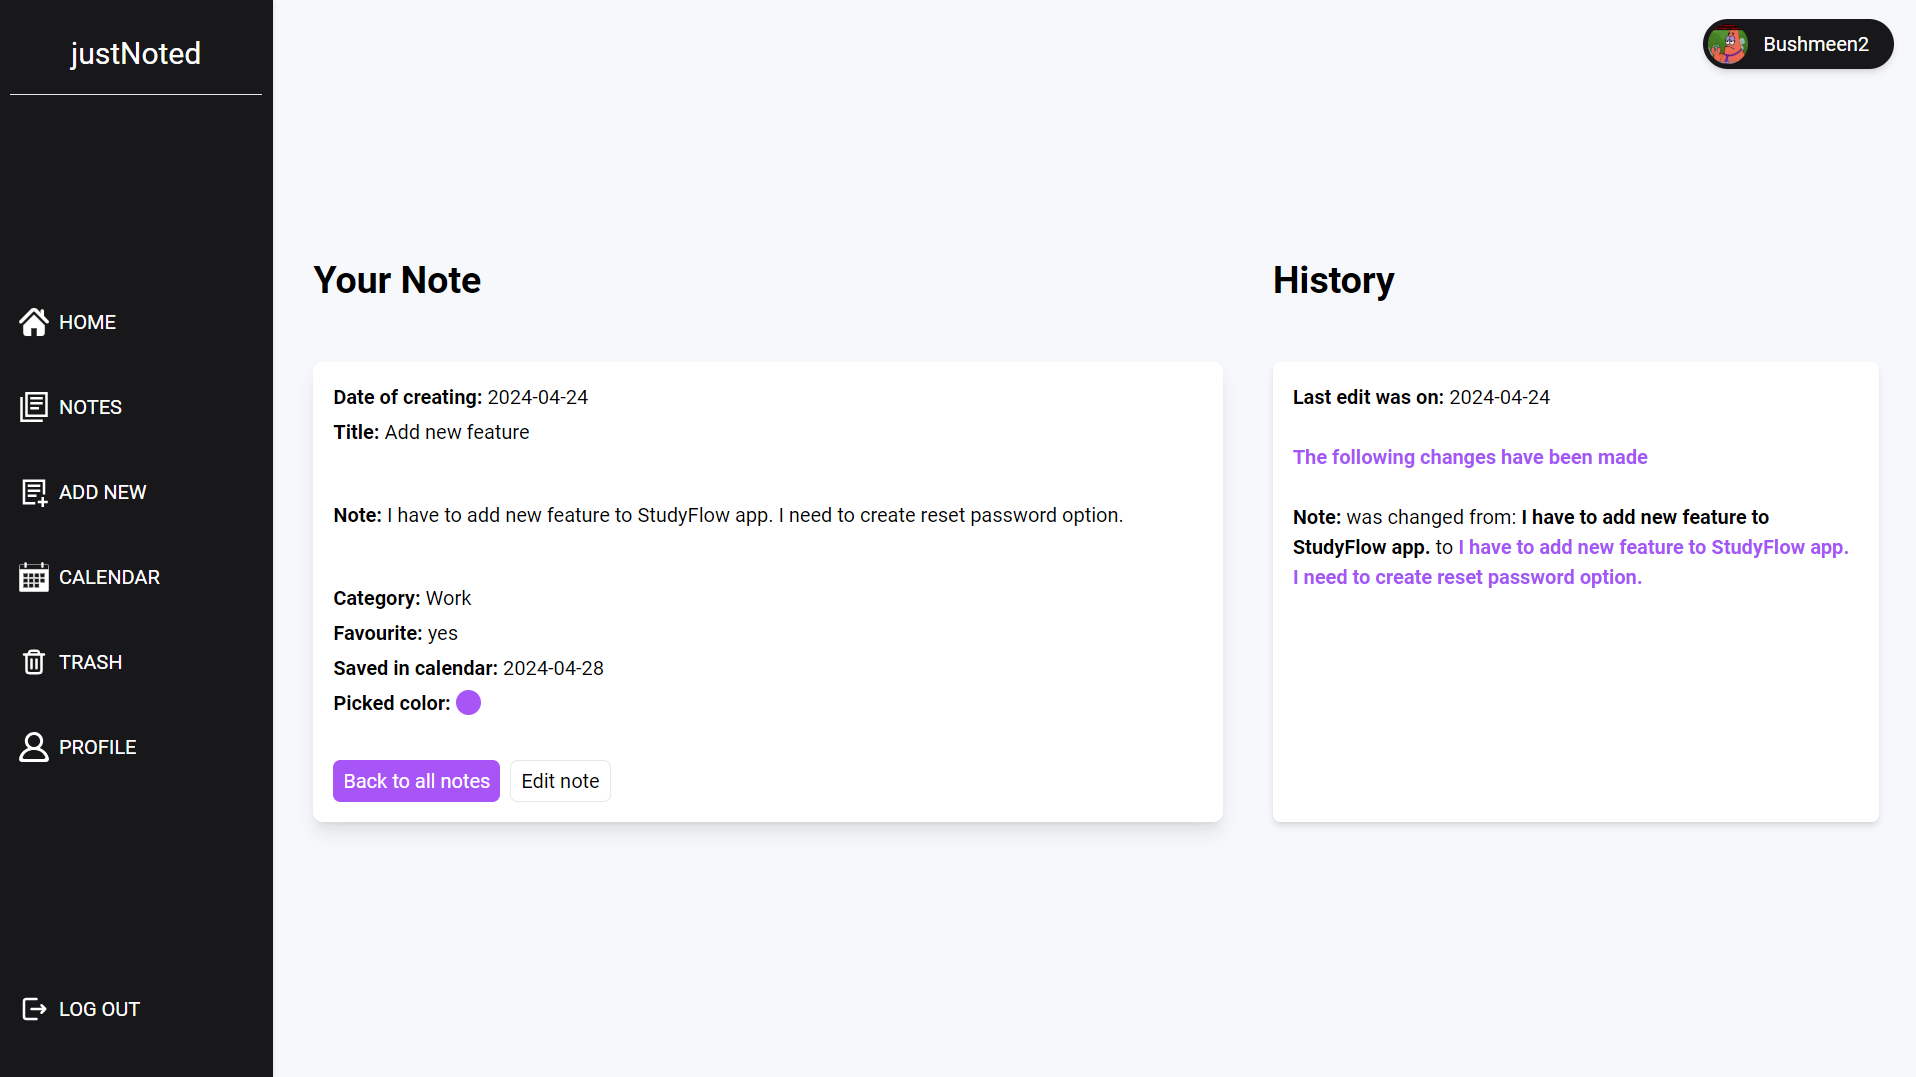 justNoted
HOME
NOTES
ADD NEW
CALENDAR
TRASH
PROFILE
LOG OUT
Bushmeen2
Your Note
Date of creating: 2024-04-24
Title: Add new feature
Note: I have to add new feature to StudyFlow app. I need to create reset password option.
Category: Work
Favourite: yes
Saved in calendar: 2024-04-28
Picked color:
Back to all notes
Edit note
History
Last edit was on: 2024-04-24
The following changes have been made
Note: was changed from: I have to add new feature to
StudyFlow app. to I have to add new feature to StudyFlow app.
I need to create reset password option.